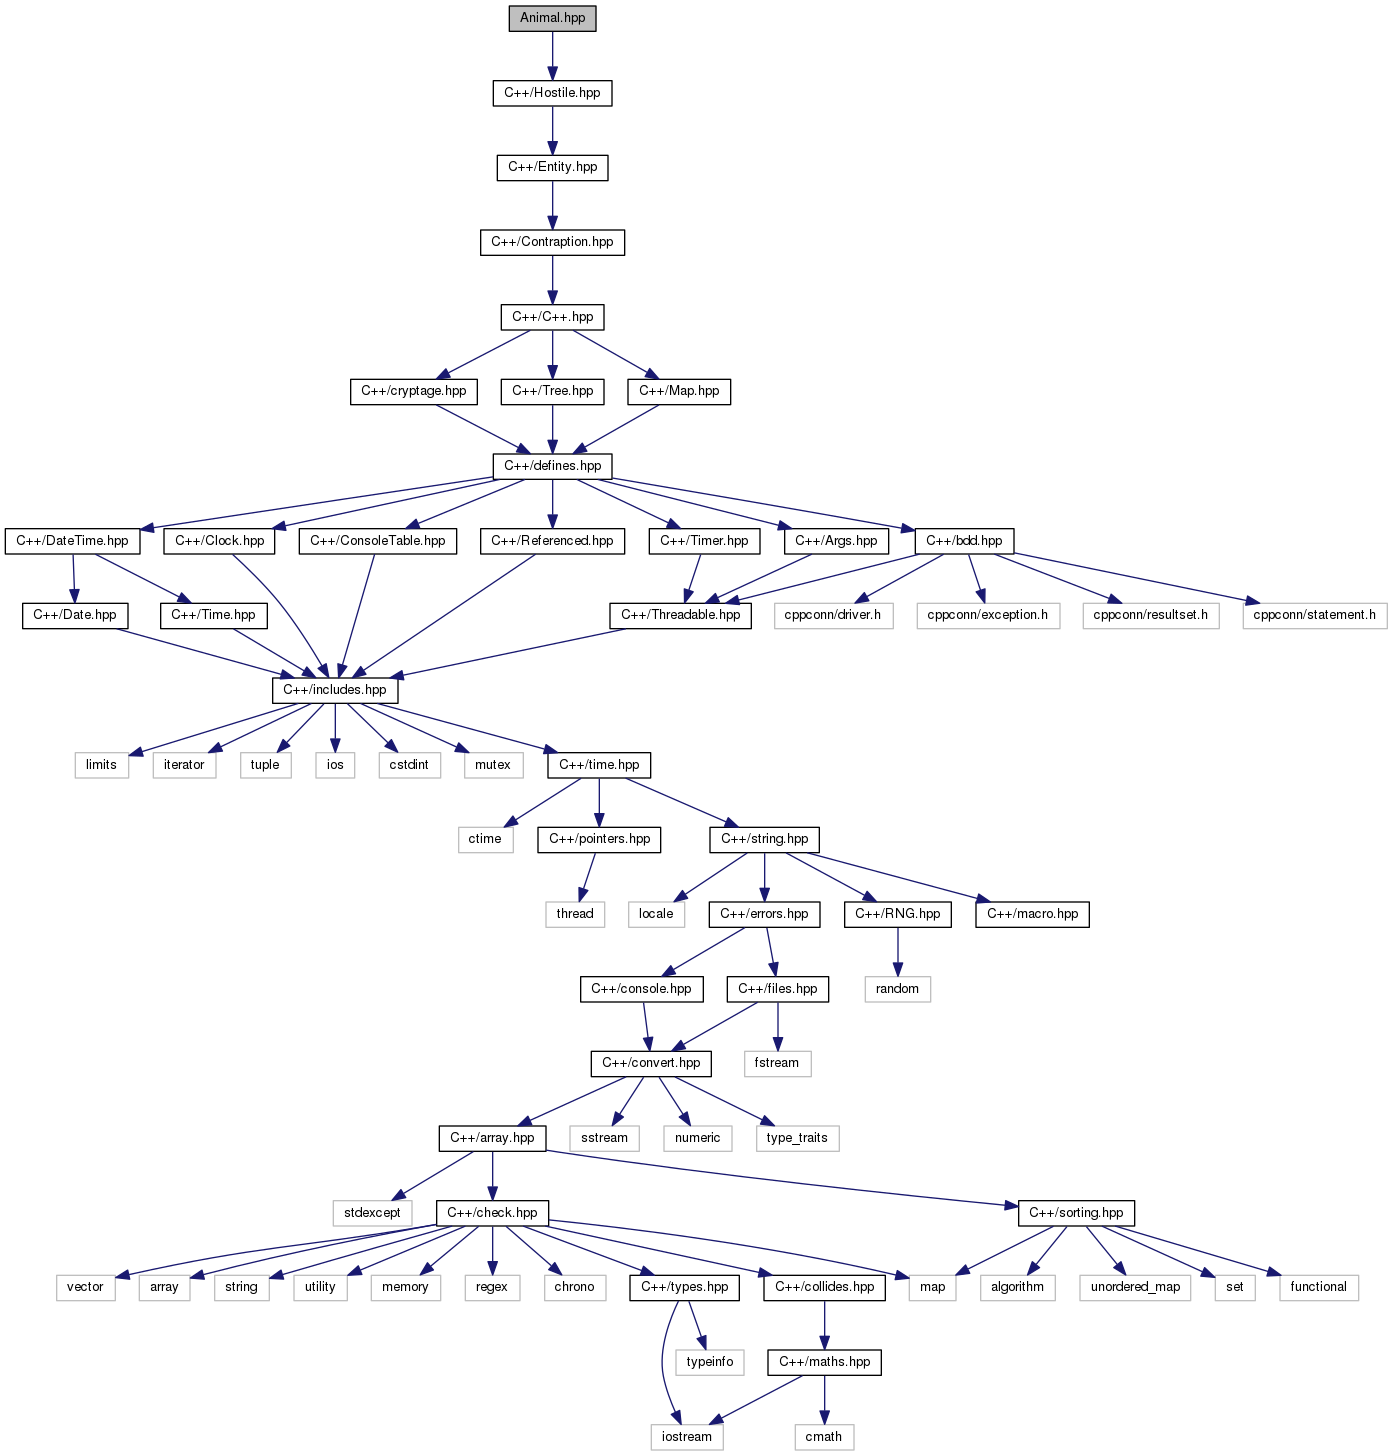 Animal.hpp
C++/Hostile.hpp
C++/Entity.hpp
C++/Contraption.hpp
C++/C++.hpp
C++/cryptage.hpp
C++/Tree.hpp
C++/Map.hpp
C++/defines.hpp
C++/DateTime.hpp
C++/Clock.hpp
C++/ConsoleTable.hpp
C++/Referenced.hpp
C++/Timer.hpp
C++/Args.hpp
C++/bdd.hpp
C++/Date.hpp
C++/Time.hpp
C++/Threadable.hpp
cppconn/driver.h
cppconn/exception.h
cppconn/resultset.h
cppconn/statement.h
C++/includes.hpp
limits
iterator
tuple
ios
cstdint
mutex
C++/time.hpp
ctime
C++/pointers.hpp
C++/string.hpp
thread
locale
C++/errors.hpp
C++/RNG.hpp
C++/macro.hpp
C++/console.hpp
C++/files.hpp
random
C++/convert.hpp
fstream
C++/array.hpp
sstream
numeric
type_traits
stdexcept
C++/check.hpp
C++/sorting.hpp
vector
array
string
utility
memory
regex
chrono
C++/types.hpp
C++/collides.hpp
map
algorithm
unordered_map
set
functional
typeinfo
C++/maths.hpp
iostream
cmath